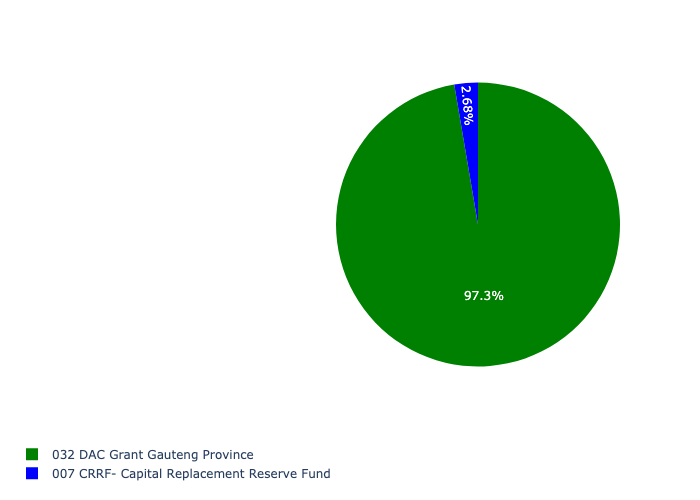 2.68%
97.3%
032 DAC Grant Gauteng Province
007 CRRF- Capital Replacement Reserve Fund